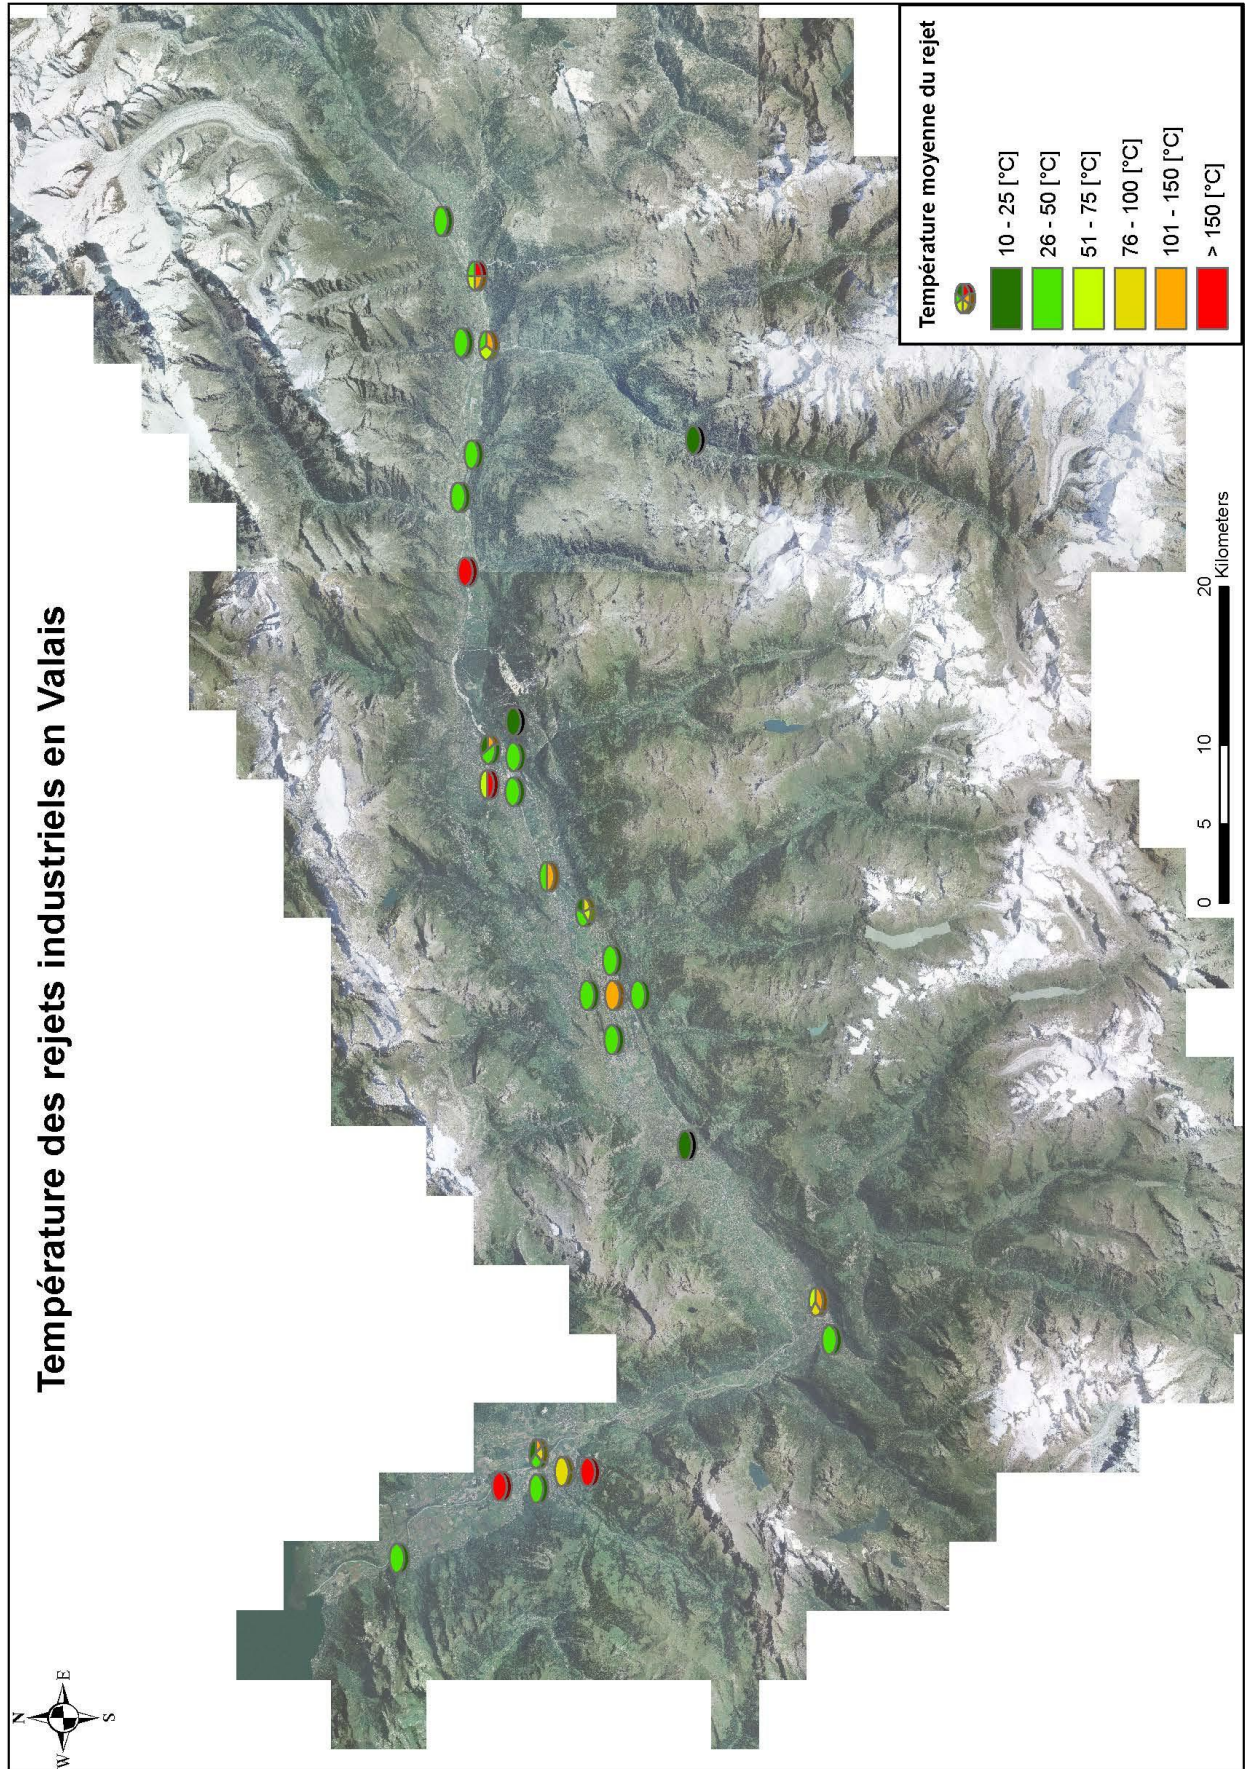 Température des rejets industriels en Valais
N
W E
S
Température moyenne du rejet
10 - 25 [°C]
26 - 50 [°C]
51 - 75 [°C]
76 - 100 [°C]
101 - 150 [°C]
> 150 [°C]
0 5 10 20
Kilometers